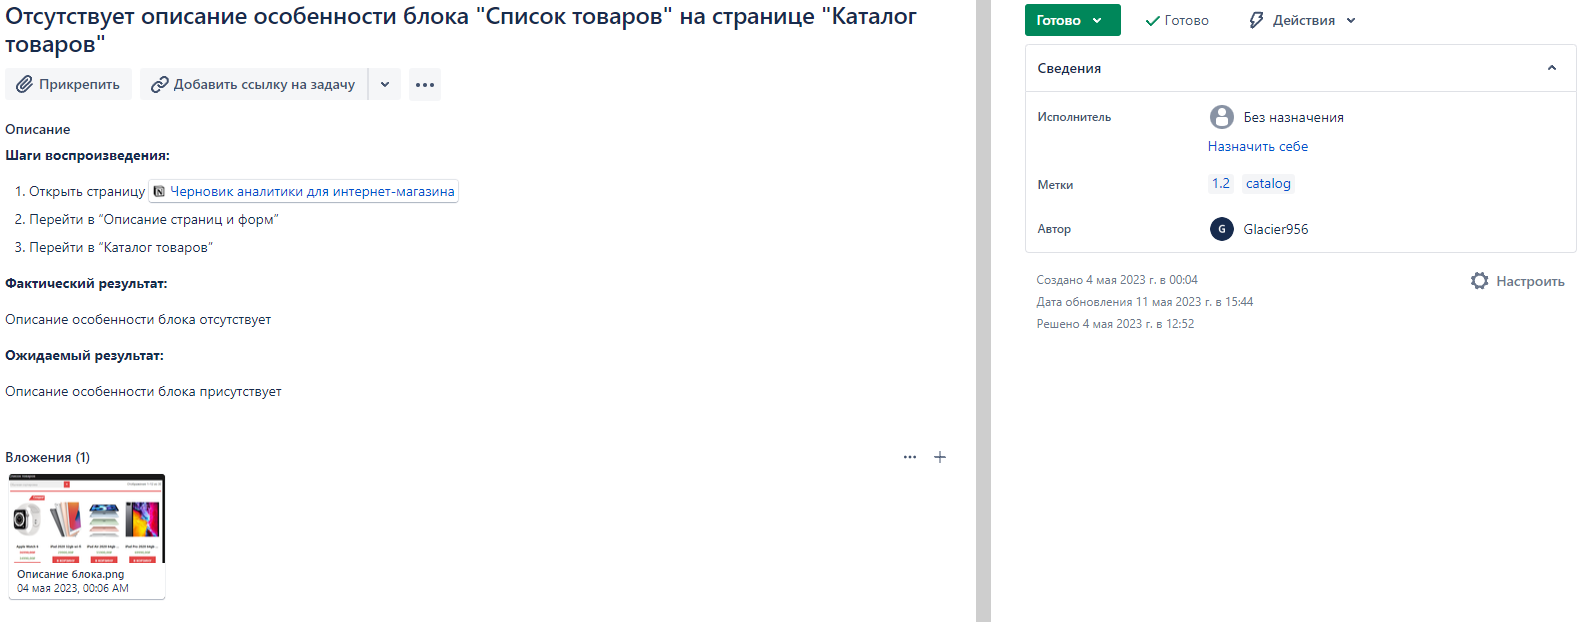 Отсутствует описание особенности блока "Список товаров" на странице "Каталог
товаров"
Прикрепить
Добавить ссылку на задачу
Описание
Шаги воспроизведения:
1. Открыть страницу Черновик аналитики для интернет-магазина
2. Перейти в “Описание страниц и форм”
3. Перейти в “Каталог товаров”
Фактический результат:
Описание особенности блока отсутствует
Ожидаемый результат:
Описание особенности блока присутствует
Вложения (1)
Описание блока.png
04 мая 2023, 00:06 AM
Готово
Готово
Действия
Сведения
Исполнитель
Без назначения
Назначить себе
Метки
1.2 catalog
Автор
G Glacier956
Создано 4 мая 2023 г. в 00:04
Настроить
Дата обновления 11 мая 2023 г. в 15:44
Решено 4 мая 2023 г. в 12:52